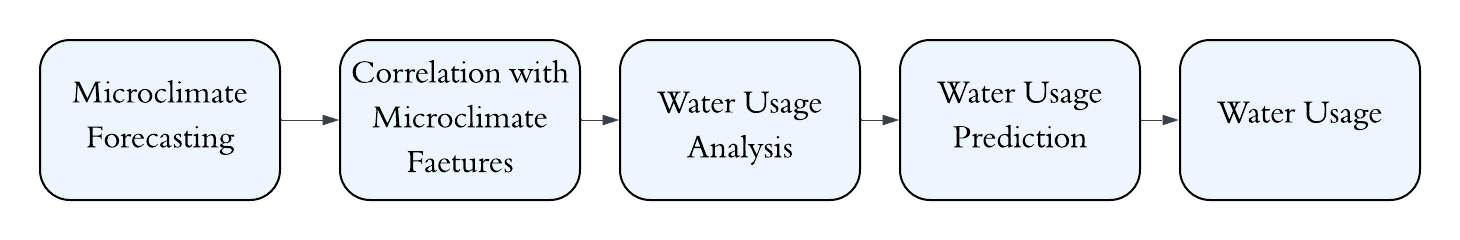 Microclimate
Forecasting
Correlation with
Microclimate
Faetures
Water Usage
Analysis
Water Usage
Prediction
Water Usage